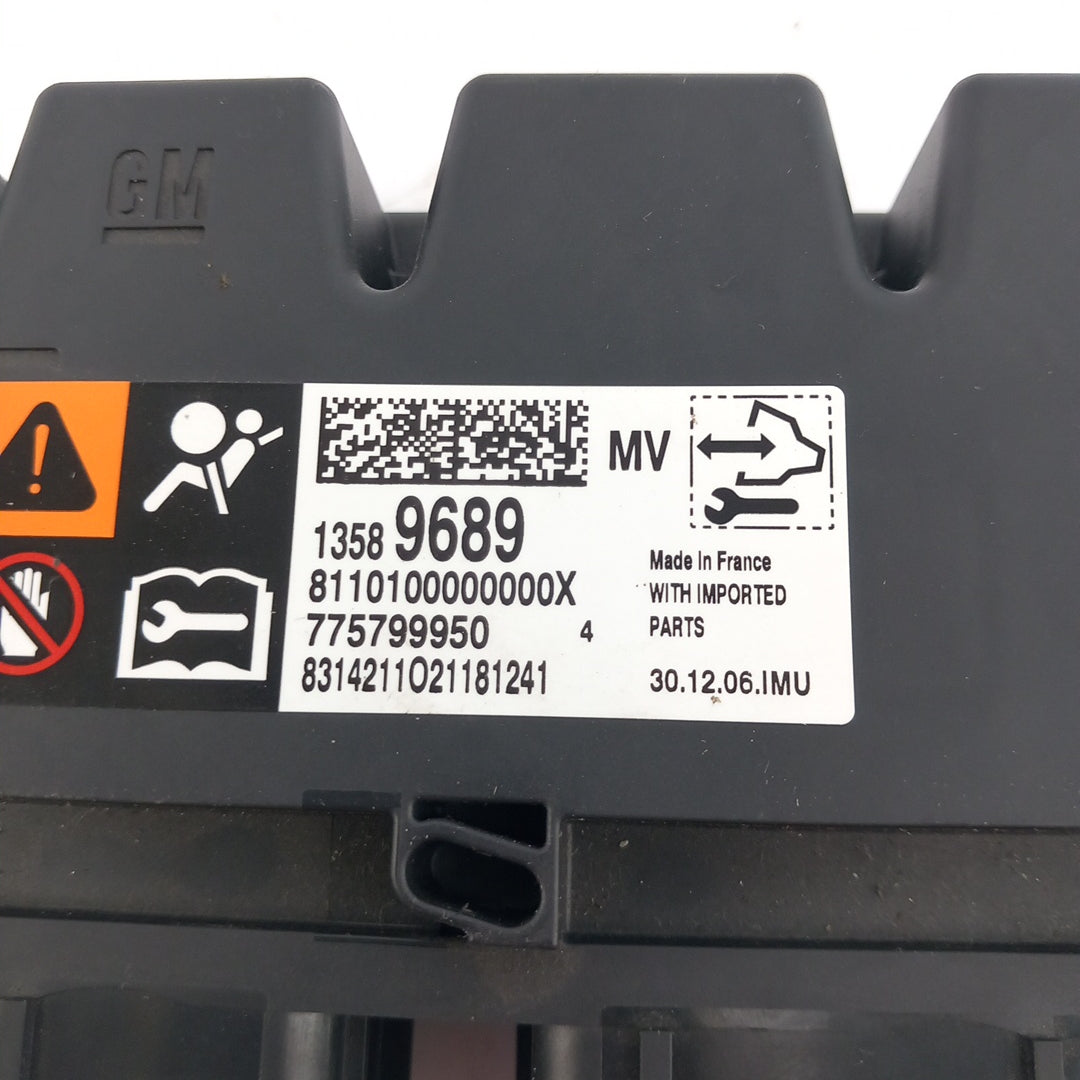 GM
MV
1358 9689
8110100000000X
775799950 4
8314211021181241
Made In France
WITH IMPORTED
PARTS
30.12.06.IMU